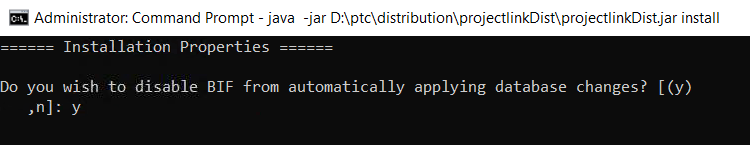 Administrator: Command Prompt - java  -jar D:\ptc\distribution\projectlinkDist\projectlinkDist.jar install
====== Installation Properties ======
Do you wish to disable BIF from automatically applying database changes? [(y)
,n]: y